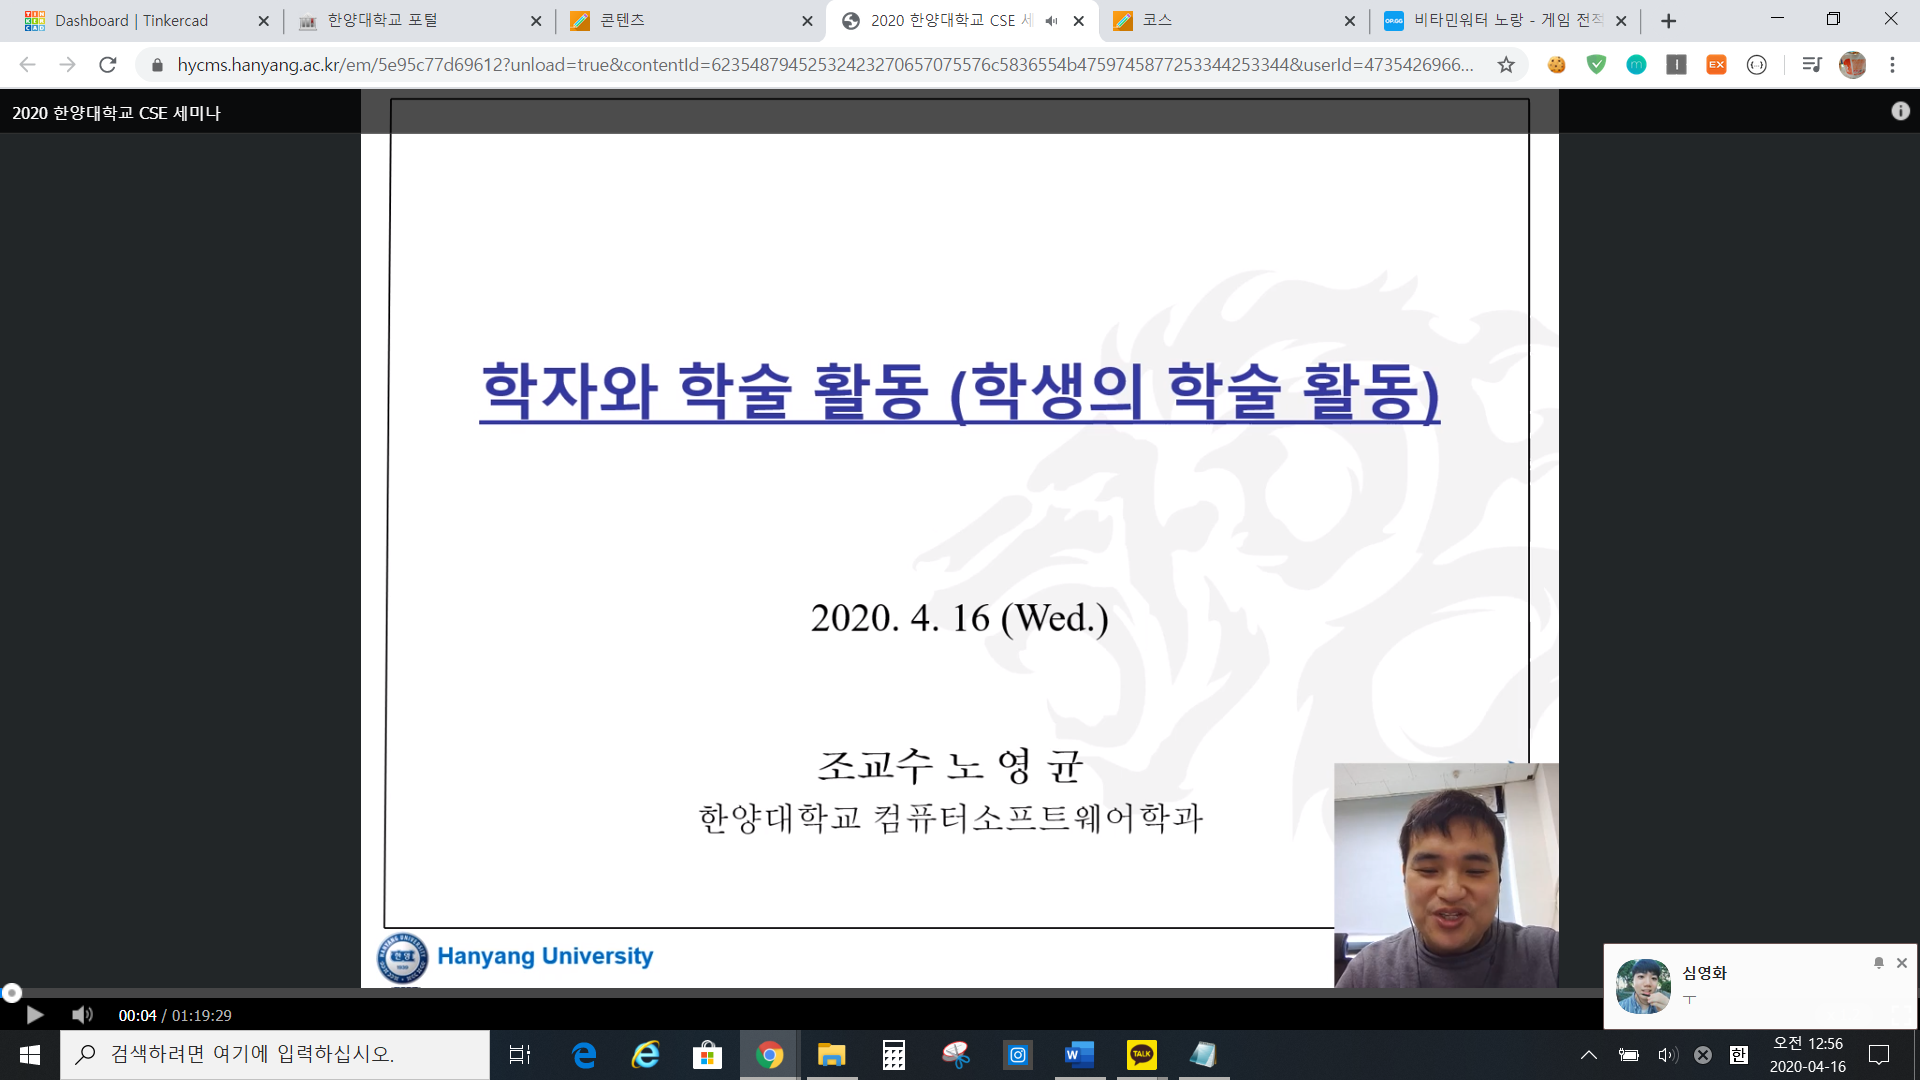 Dashboard | Tinkercad
한양대학교 포털
콘텐츠
2020 한양대학교 CSE 세
코스
비타민워터 노랑 - 게임 전적
hycms.hanyang.ac.kr/em/5e95c77d69612?unload=true&contentId=62354879452532423270657075576c5836554b4759745877253344253344&userId=4735426966...
2020 한양대학교 CSE 세미나
학자와 학술 활동 (학생의 학술 활동)
2020. 4. 16 (Wed.)
조교수 노 영 균
한양대학교 컴퓨터소프트웨어학과
Hanyang University
심영화
ㅜ
00:04 / 01:19:29
검색하려면 여기에 입력하십시오.
TALK
한
오전 12:56
2020-04-16